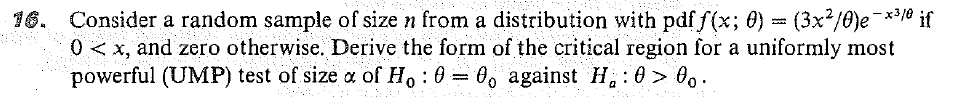 16. Consider a random sample of size n from a distribution with pdf f(x; θ) = (3x²/θ)e^{-x³/θ} if
0 < x, and zero otherwise. Derive the form of the critical region for a uniformly most
powerful (UMP) test of size α of H₀ : θ = θ₀ against Hₐ : θ > θ₀.